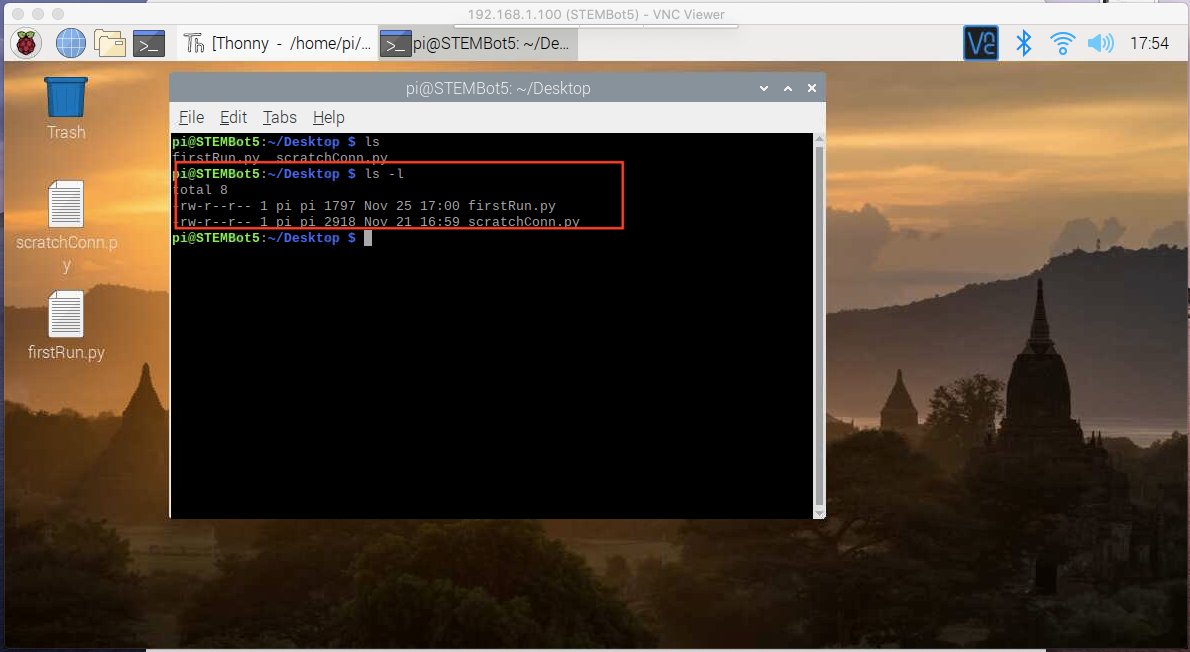 192.168.1.100 (STEMBot5) - VNC Viewer
[Thonny - /home/pi/...
pi@STEMBot5: ~/De...
17:54
pi@STEMBot5: ~/Desktop
File Edit Tabs Help
pi@STEMBot5:~/Desktop $ ls
firstRun.py scratchConn.py
pi@STEMBot5:~/Desktop $ ls -l
total 8
-rw-r--r-- 1 pi pi 1797 Nov 25 17:00 firstRun.py
-rw-r--r-- 1 pi pi 2918 Nov 21 16:59 scratchConn.py
pi@STEMBot5:~/Desktop $
Trash
scratchConn.p
y
firstRun.py